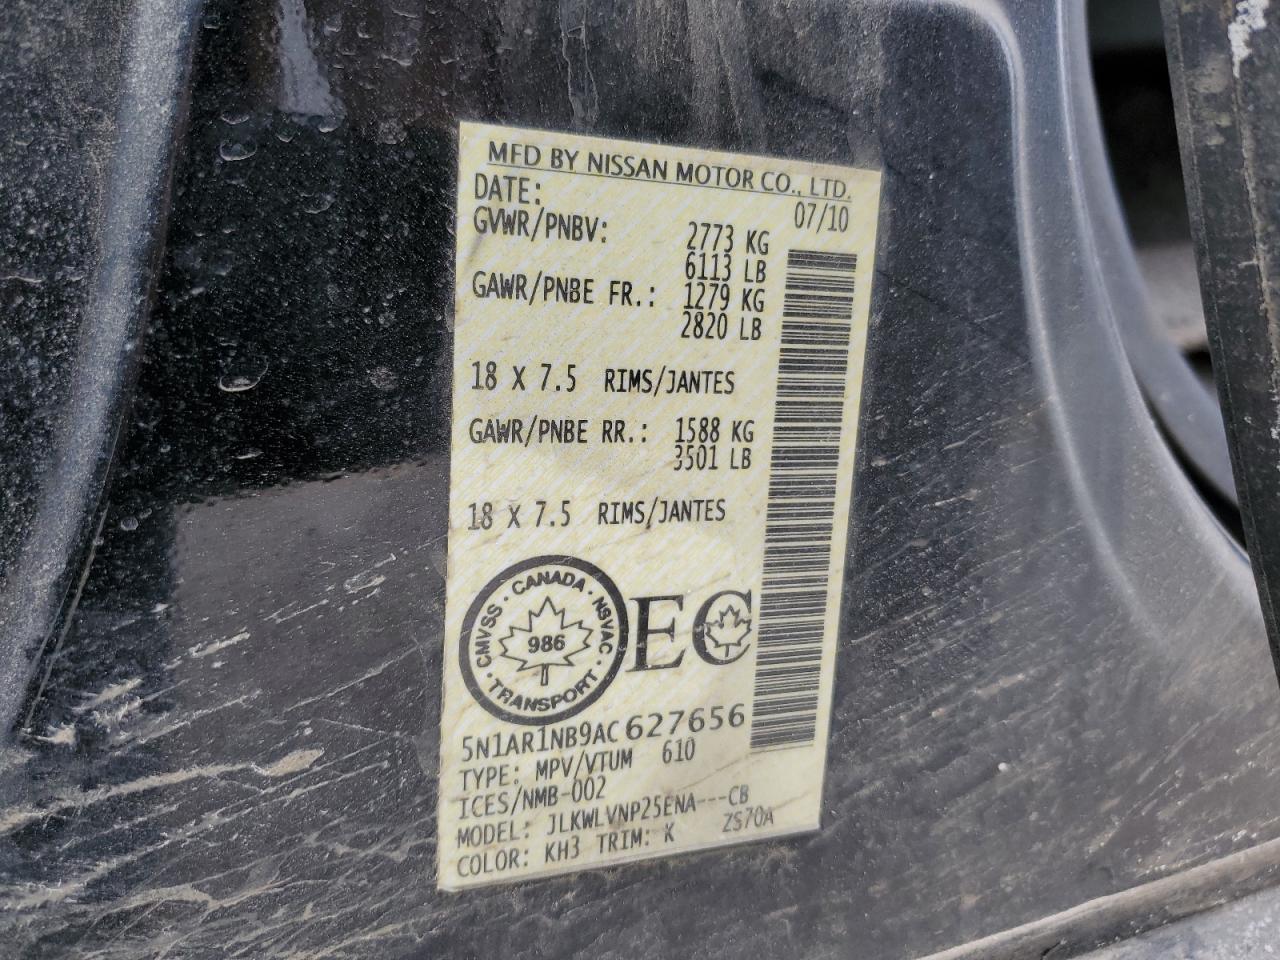 MFD BY NISSAN MOTOR CO., LTD.
DATE: 07/10
GVWR/PNBV: 2773 KG
6113 LB
GAWR/PNBE FR.: 1279 KG
2820 LB
18 X 7.5 RIMS/JANTES
GAWR/PNBE RR.: 1588 KG
3501 LB
18 X 7.5 RIMS/JANTES
CMVSS · CANADA · NSVAC · TRANSPORT ·
986
EC
5N1AR1NB9AC627656
TYPE: MPV/VTUM 610
ICES/NMB-002
MODEL: JLKWLVNP25ENA---CB
COLOR: KH3 TRIM: K ZS70A